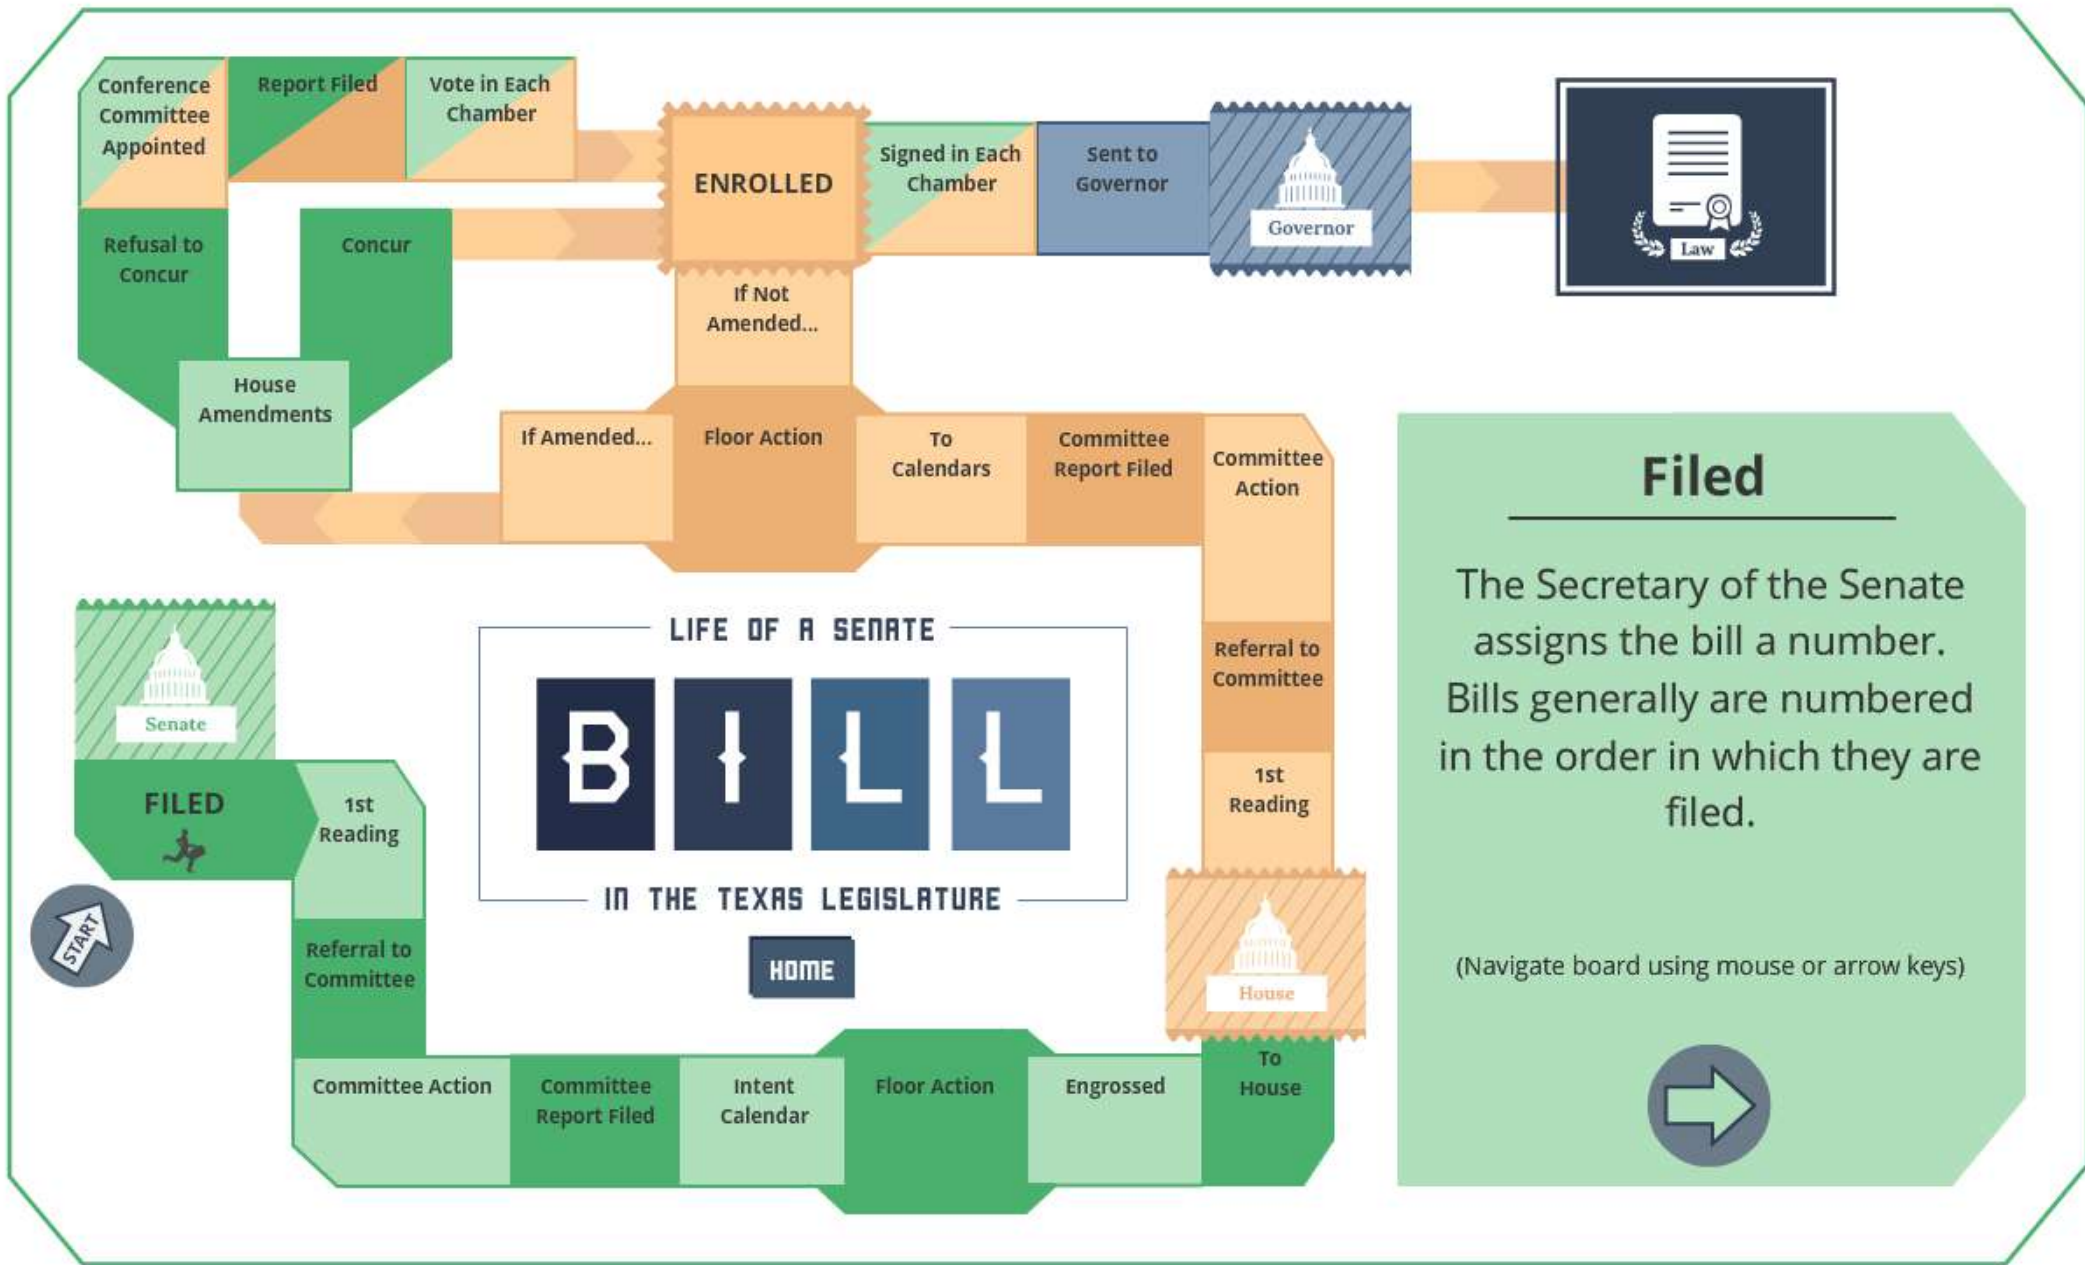 Conference
Committee
Appointed
Report Filed
Vote in Each
Chamber
ENROLLED
Signed in Each
Chamber
Sent to
Governor
Governor
Law
Refusal to
Concur
Concur
If Not
Amended...
House
Amendments
If Amended...
Floor Action
To
Calendars
Committee
Report Filed
Committee
Action
Referral to
Committee
1st
Reading
House
Senate
FILED
START
1st
Reading
Referral to
Committee
Committee Action
Committee
Report Filed
Intent
Calendar
Floor Action
Engrossed
To
House
LIFE OF A SENATE
BILL
IN THE TEXAS LEGISLATURE
HOME
Filed
The Secretary of the Senate
assigns the bill a number.
Bills generally are numbered
in the order in which they are
filed.
(Navigate board using mouse or arrow keys)